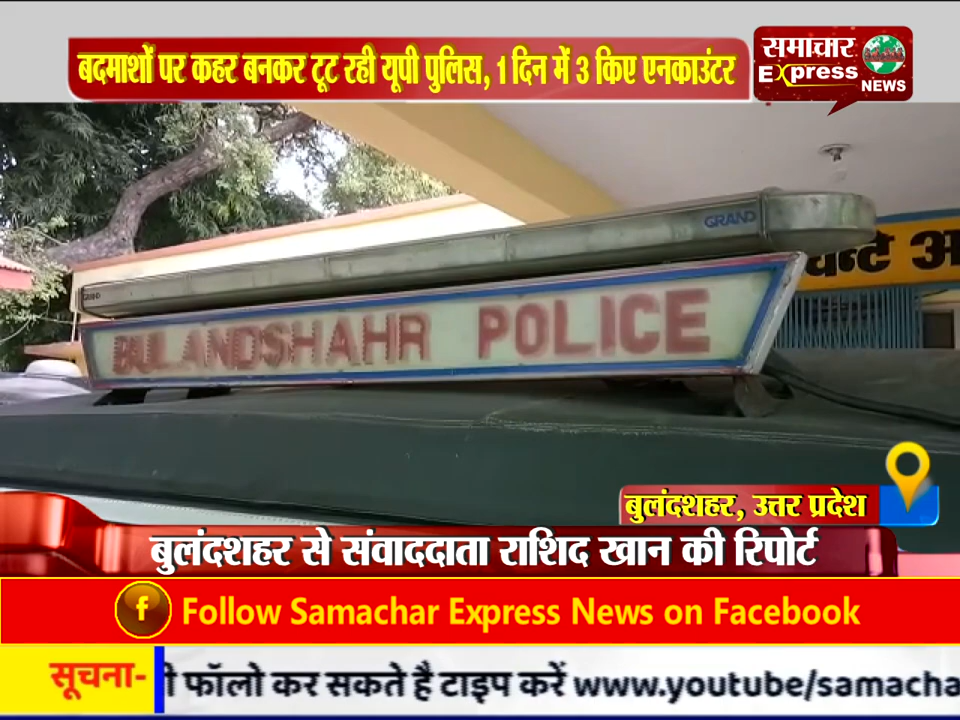 बदमाशों पर कहर बनकर टूट रही यूपी पुलिस, 1 दिन में 3 किए एनकाउंटर
समाचार
Express
NEWS
GRAND
GRAND
BULANDSHAHR POLICE
बुलंदशहर, उत्तर प्रदेश
बुलंदशहर से संवाददाता राशिद खान की रिपोर्ट
f Follow Samachar Express News on Facebook
सूचना- ी फॉलो कर सकते है टाइप करें www.youtube/samacha